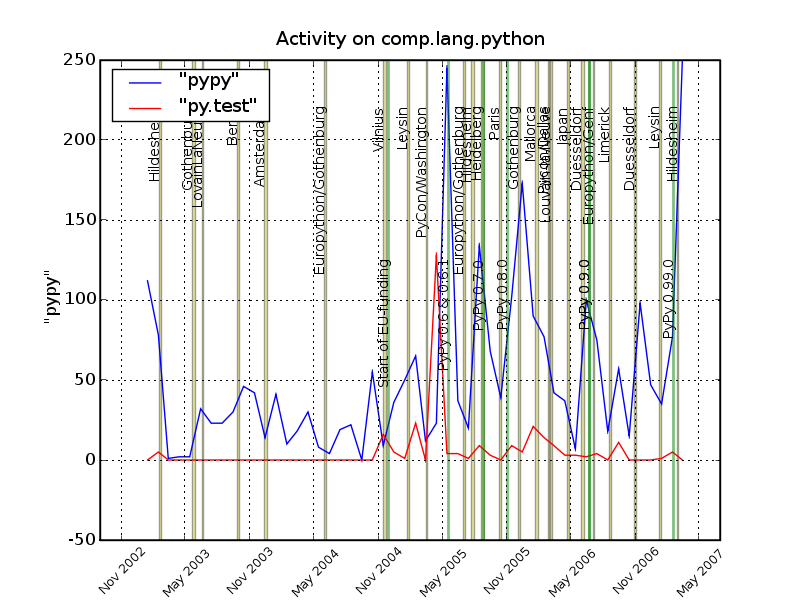 Activity on comp.lang.python
"pypy"
"py.test"
250
200
150
100
50
0
-50
"pypy"
Hildeshe
Gothenbu
Ber
Amsterda
Europython/Gothenburg
Vilnius
Start of EU-funding
Leysin
PyCon/Washington
PyPy 0.6 & 0.6.1
Europython/Gothenburg
Hildesheim
Heidelberg
PyPy 0.7.0
Paris
PyPy 0.8.0
Gothenburg
Mallorca
Louvain-la-Neuve
Japan
Duesseldorf
PyPy 0.9.0
Europython/Genf
Limerick
Duesseldorf
Leysin
Hildesheim
PyPy 0.99.0
Nov 2002
May 2003
Nov 2003
May 2004
Nov 2004
May 2005
Nov 2005
May 2006
Nov 2006
May 2007